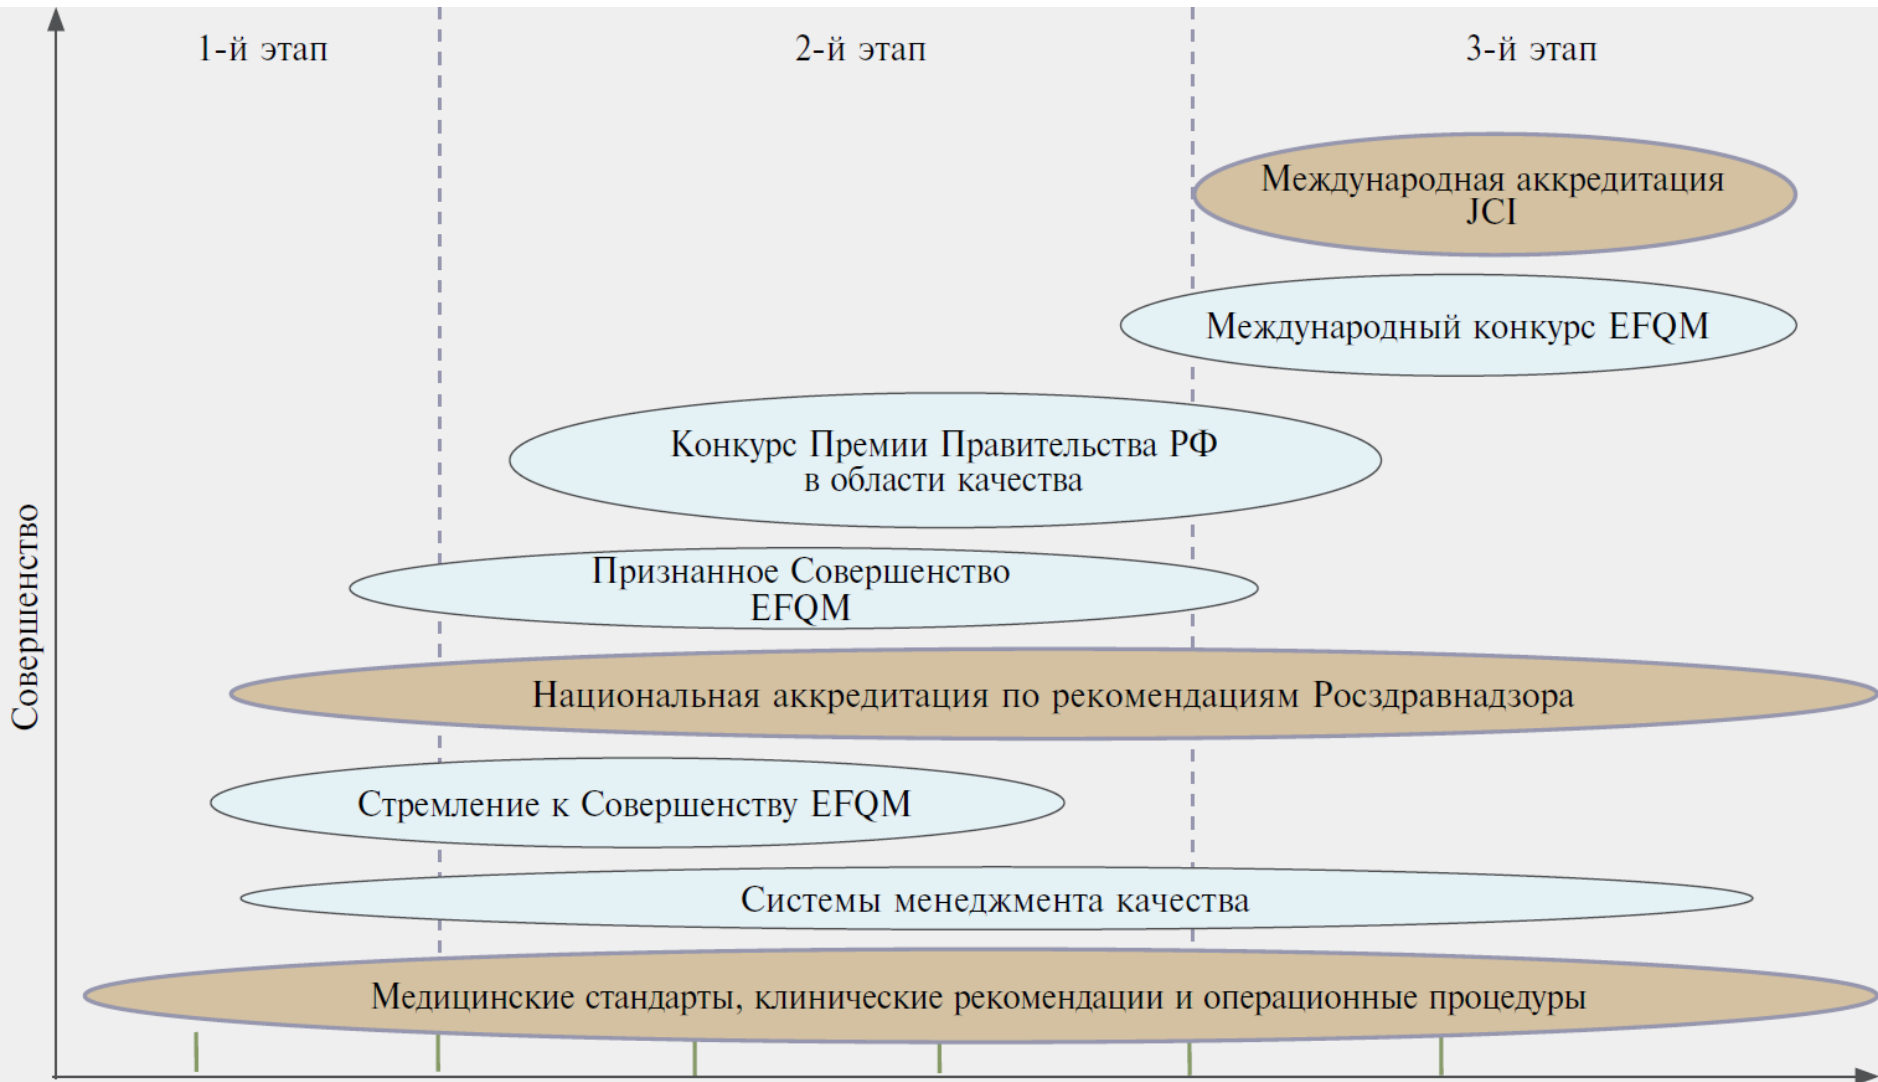 1-й этап
2-й этап
3-й этап
Международная аккредитация
JCI
Международный конкурс EFQM
Конкурс Премии Правительства РФ
в области качества
Признанное Совершенство
EFQM
Национальная аккредитация по рекомендациям Росздравнадзора
Стремление к Совершенству EFQM
Системы менеджмента качества
Медицинские стандарты, клинические рекомендации и операционные процедуры
Совершенство